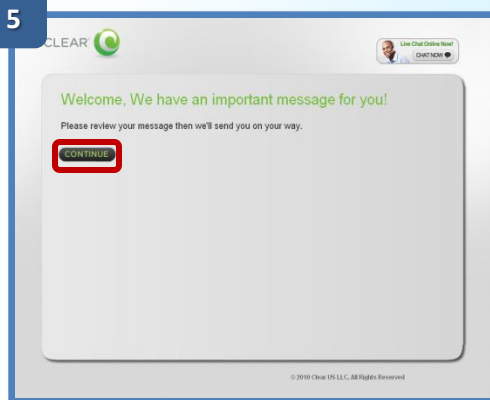 5
CLEAR
Live Chat Online Now!
CHAT NOW
Welcome, We have an important message for you!
Please review your message then we'll send you on your way.
CONTINUE
© 2010 Clear US LLC, All Rights Reserved